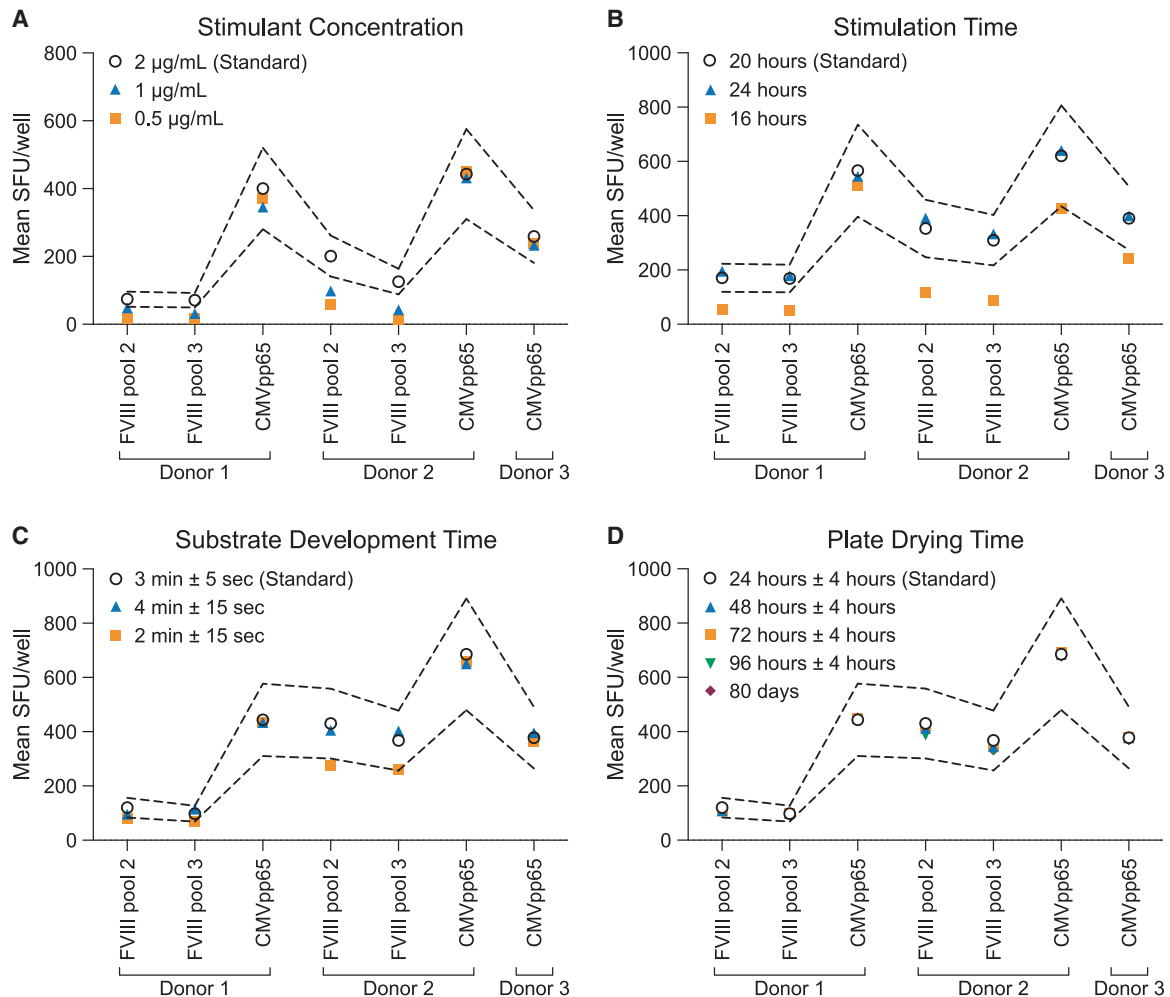 A
Stimulant Concentration
Mean SFU/well
800
600
400
200
0
2 µg/mL (Standard)
1 µg/mL
0.5 µg/mL
FVIII pool 2
FVIII pool 3
CMVpp65
FVIII pool 2
FVIII pool 3
CMVpp65
CMVpp65
Donor 1
Donor 2
Donor 3
B
Stimulation Time
Mean SFU/well
1000
800
600
400
200
0
20 hours (Standard)
24 hours
16 hours
FVIII pool 2
FVIII pool 3
CMVpp65
FVIII pool 2
FVIII pool 3
CMVpp65
CMVpp65
Donor 1
Donor 2
Donor 3
C
Substrate Development Time
Mean SFU/well
1000
800
600
400
200
0
3 min ± 5 sec (Standard)
4 min ± 15 sec
2 min ± 15 sec
FVIII pool 2
FVIII pool 3
CMVpp65
FVIII pool 2
FVIII pool 3
CMVpp65
CMVpp65
Donor 1
Donor 2
Donor 3
D
Plate Drying Time
Mean SFU/well
1000
800
600
400
200
0
24 hours ± 4 hours (Standard)
48 hours ± 4 hours
72 hours ± 4 hours
96 hours ± 4 hours
80 days
FVIII pool 2
FVIII pool 3
CMVpp65
FVIII pool 2
FVIII pool 3
CMVpp65
CMVpp65
Donor 1
Donor 2
Donor 3